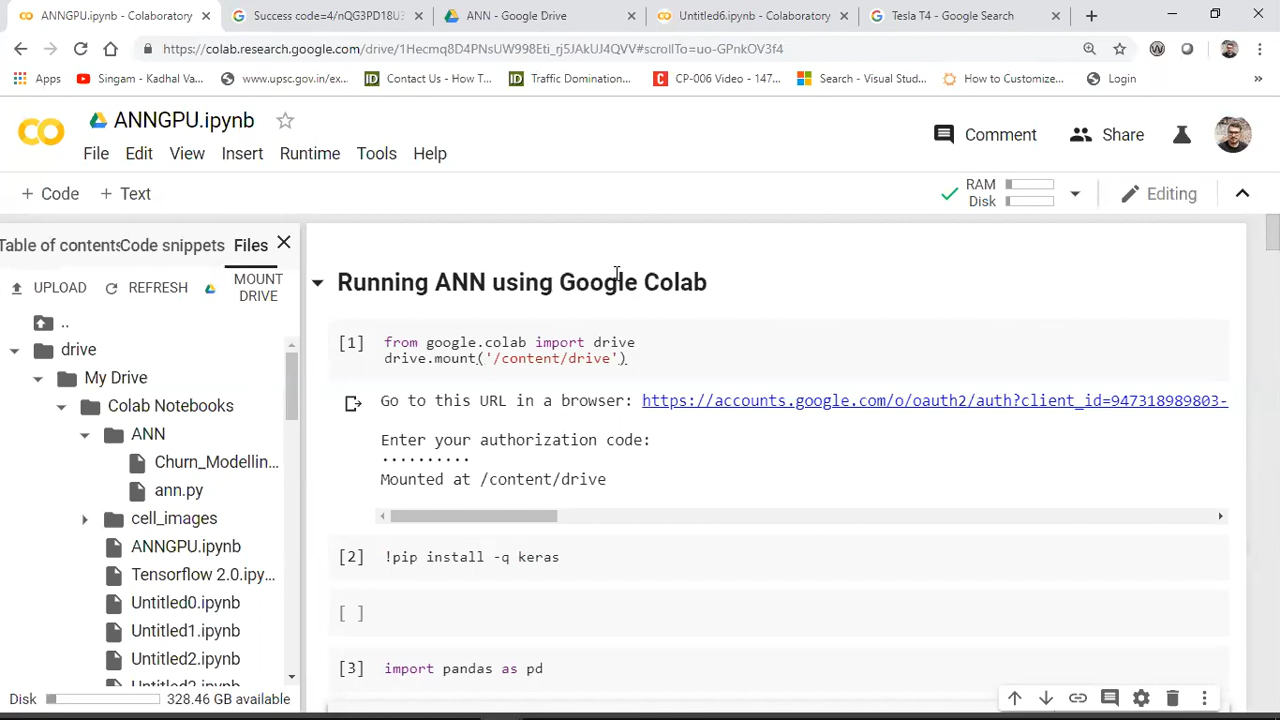 ANNGPU.ipynb - Colaboratory
Success code=4/nQG3PD18U3
ANN - Google Drive
Untitled6.ipynb - Colaboratory
Tesla T4 - Google Search
https://colab.research.google.com/drive/1Hecmq8D4PNsUW998Eti_rj5JAkUJ4QVV#scrollTo=uo-GPnkOV3f4
Apps
Singam - Kadhal Va...
www.upsc.gov.in/ex...
Contact Us - How T...
Traffic Domination...
CP-006 Video - 147...
Search - Visual Stud...
How to Customize...
Login
»
CO ANNGPU.ipynb
Comment
Share
File Edit View Insert Runtime Tools Help
+ Code + Text
RAM
Disk
Editing
Table of contents Code snippets Files
UPLOAD REFRESH MOUNT DRIVE
..
drive
My Drive
Colab Notebooks
ANN
Churn_Modellin...
ann.py
cell_images
ANNGPU.ipynb
Tensorflow 2.0.ipy...
Untitled0.ipynb
Untitled1.ipynb
Untitled2.ipynb
Disk 328.46 GB available
Running ANN using Google Colab
[1] from google.colab import drive
drive.mount('/content/drive')
Go to this URL in a browser: https://accounts.google.com/o/oauth2/auth?client_id=947318989803-
Enter your authorization code:
··········
Mounted at /content/drive
[2] !pip install -q keras
[ ]
[3] import pandas as pd